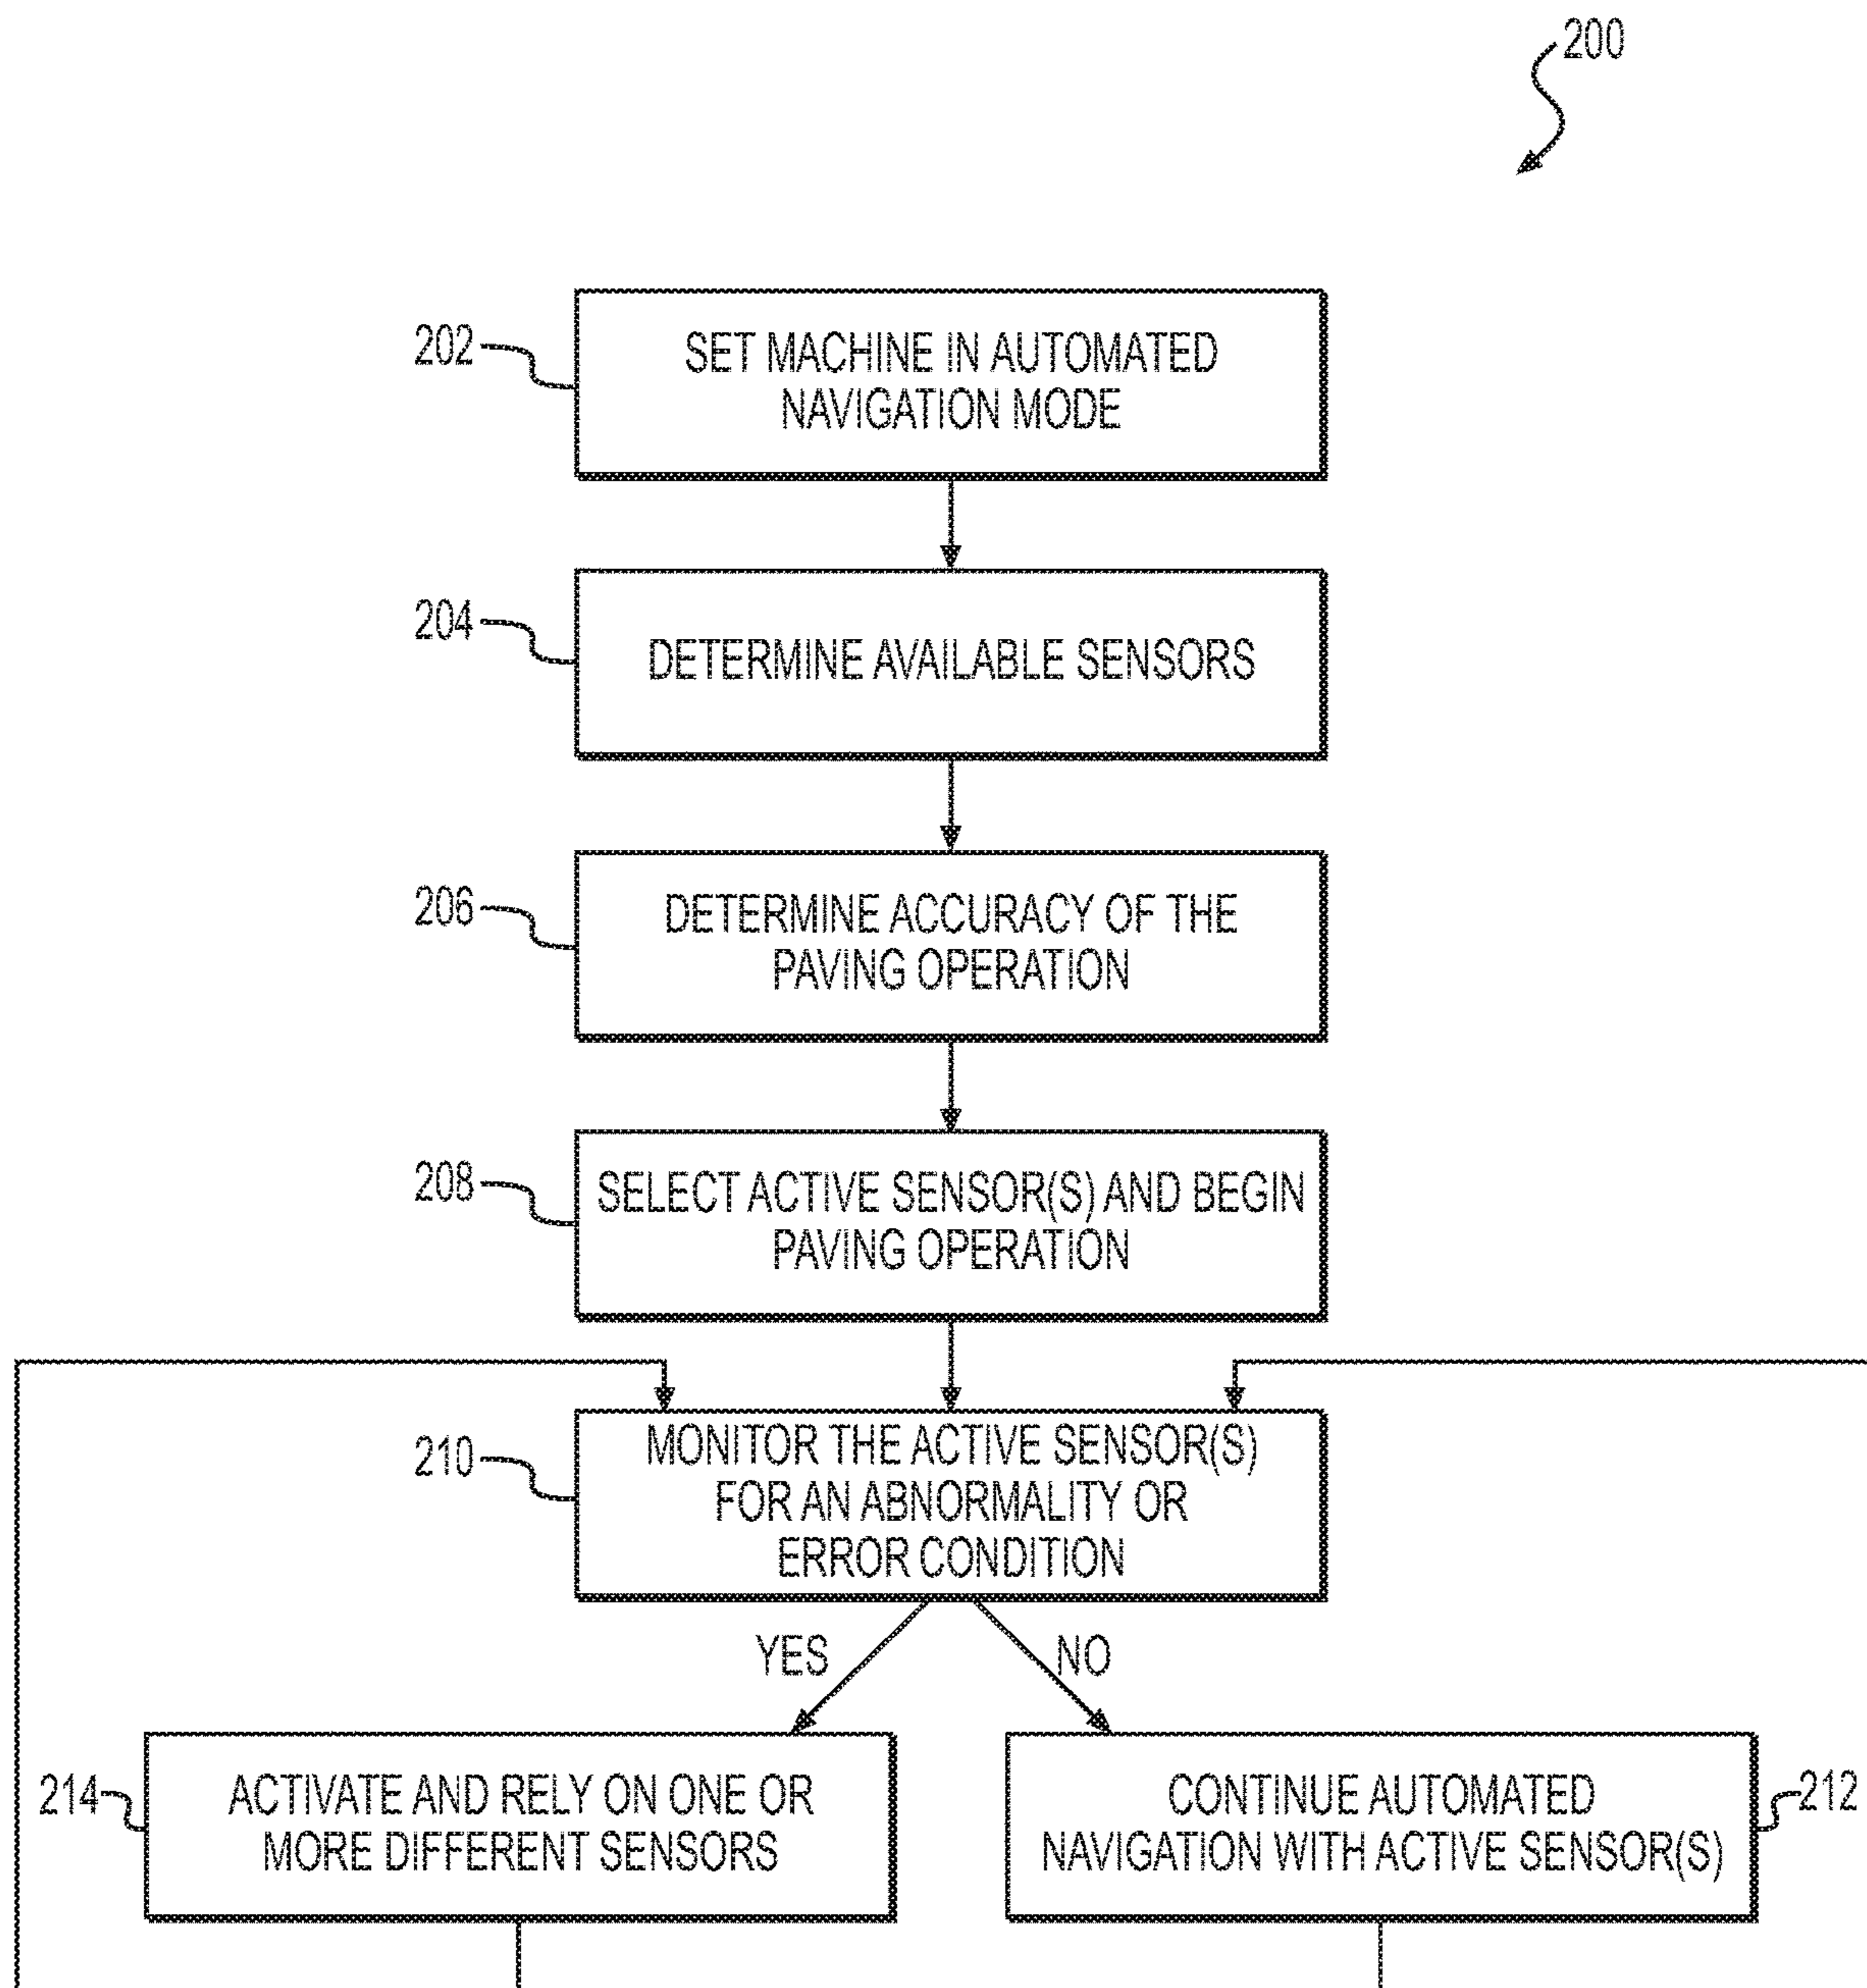 200
202
SET MACHINE IN AUTOMATED
NAVIGATION MODE
204
DETERMINE AVAILABLE SENSORS
206
DETERMINE ACCURACY OF THE
PAVING OPERATION
208
SELECT ACTIVE SENSOR(S) AND BEGIN
PAVING OPERATION
210
MONITOR THE ACTIVE SENSOR(S)
FOR AN ABNORMALITY OR
ERROR CONDITION
YES
NO
214
ACTIVATE AND RELY ON ONE OR
MORE DIFFERENT SENSORS
CONTINUE AUTOMATED
NAVIGATION WITH ACTIVE SENSOR(S)
212